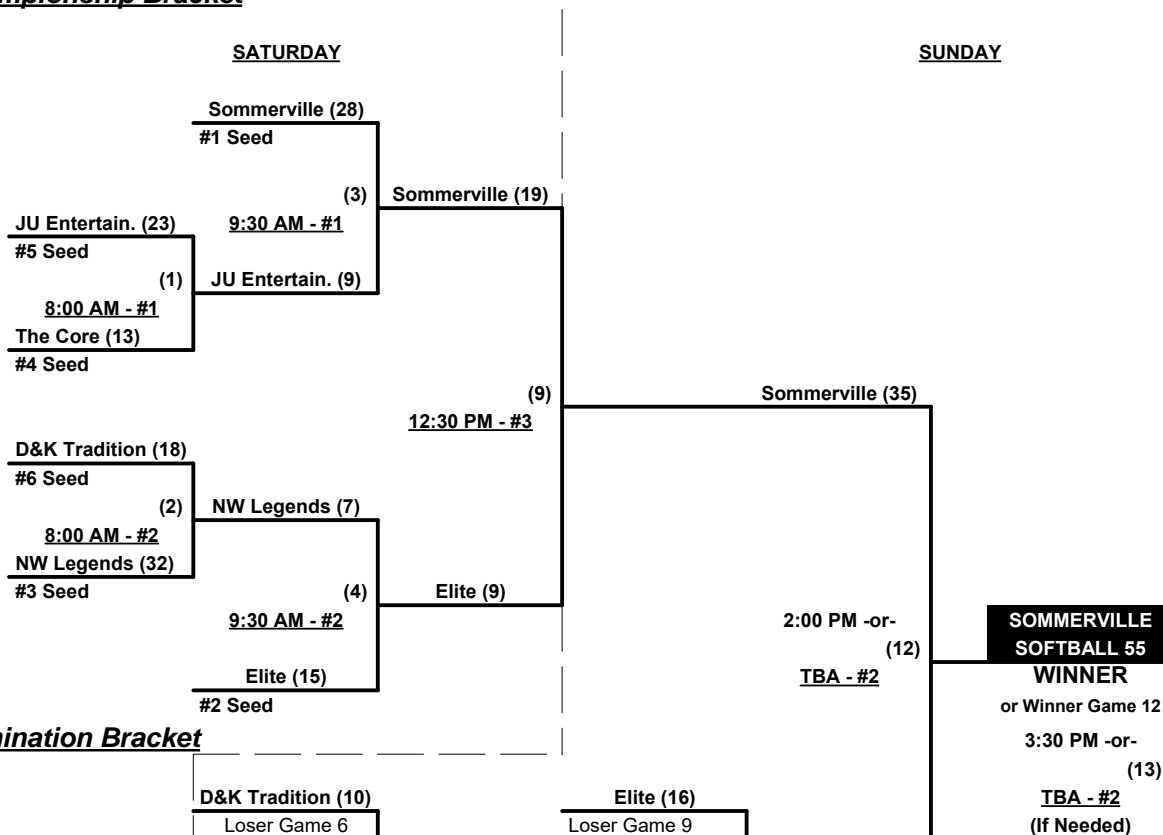 SATURDAY
SUNDAY
Sommerville (28)
#1 Seed
(3)
Sommerville (19)
JU Entertain. (23)
9:30 AM - #1
#5 Seed
(1)
JU Entertain. (9)
8:00 AM - #1
The Core (13)
#4 Seed
(9)
Sommerville (35)
12:30 PM - #3
D&K Tradition (18)
#6 Seed
(2)
NW Legends (7)
8:00 AM - #2
NW Legends (32)
#3 Seed
(4)
Elite (9)
9:30 AM - #2
2:00 PM -or-
SOMMERVILLE
(12)
SOFTBALL 55
Elite (15)
TBA - #2
WINNER
#2 Seed
or Winner Game 12
Bracket
3:30 PM -or-
(13)
D&K Tradition (10)
Elite (16)
TBA - #2
Loser Game 6
Loser Game 9
(If Needed)